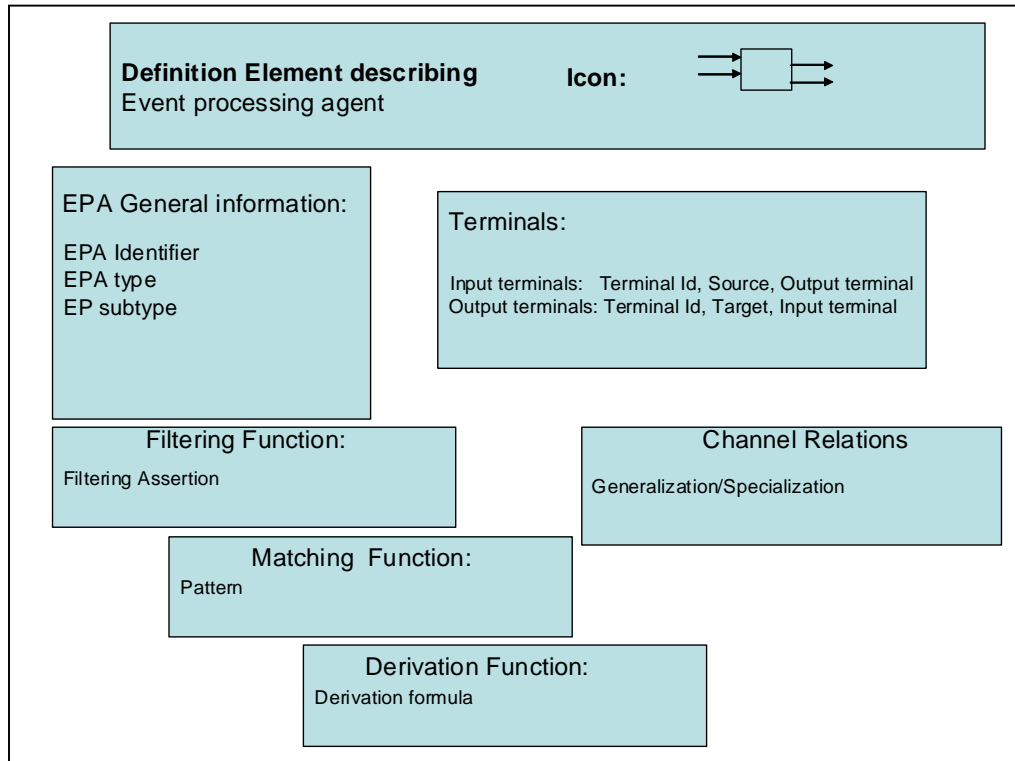 Definition Element describing Icon:
Event processing agent
EPA General information:
EPA Identifier
EPA type
EP subtype
Terminals:
Input terminals: Terminal Id, Source, Output terminal
Output terminals: Terminal Id, Target, Input terminal
Filtering Function:
Filtering Assertion
Channel Relations
Generalization/Specialization
Matching Function:
Pattern
Derivation Function:
Derivation formula